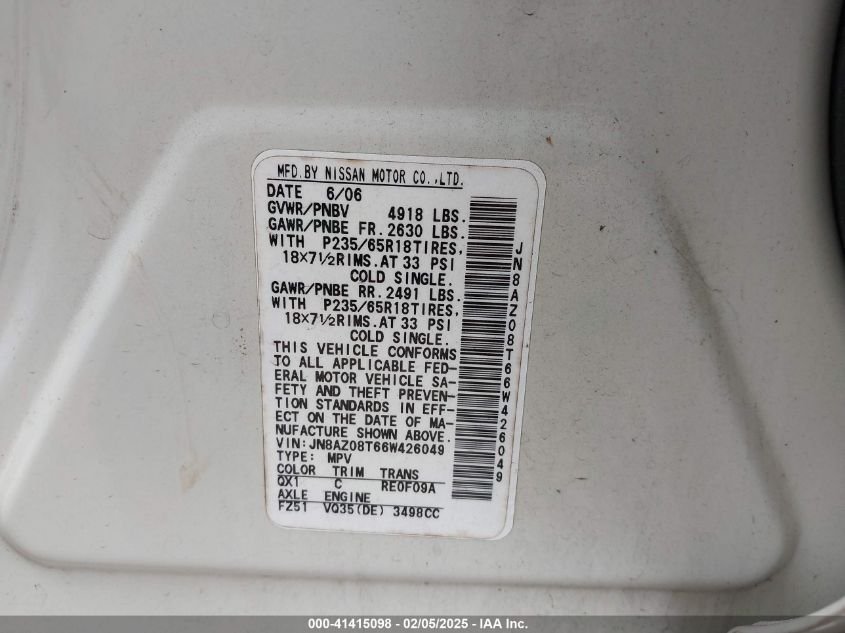 MFD.BY NISSAN MOTOR CO.,LTD.
DATE 6/06
GVWR/PNBV 4918 LBS.
GAWR/PNBE FR.2630 LBS.
WITH P235/65R18TIRES,
18×7½RIMS.AT 33 PSI
COLD SINGLE.
GAWR/PNBE RR.2491 LBS.
WITH P235/65R18TIRES,
18×7½RIMS.AT 33 PSI
COLD SINGLE.
THIS VEHICLE CONFORMS
TO ALL APPLICABLE FED-
ERAL MOTOR VEHICLE SA-
FETY AND THEFT PREVEN-
TION STANDARDS IN EFF-
ECT ON THE DATE OF MA-
NUFACTURE SHOWN ABOVE.
VIN:JN8AZ08T66W426049
TYPE: MPV
COLOR TRIM TRANS
QX1 C RE0F09A
AXLE ENGINE
FZ51 VQ35(DE) 3498CC
JN8AZ08T66W426049
000-41415098 - 02/05/2025 - IAA Inc.